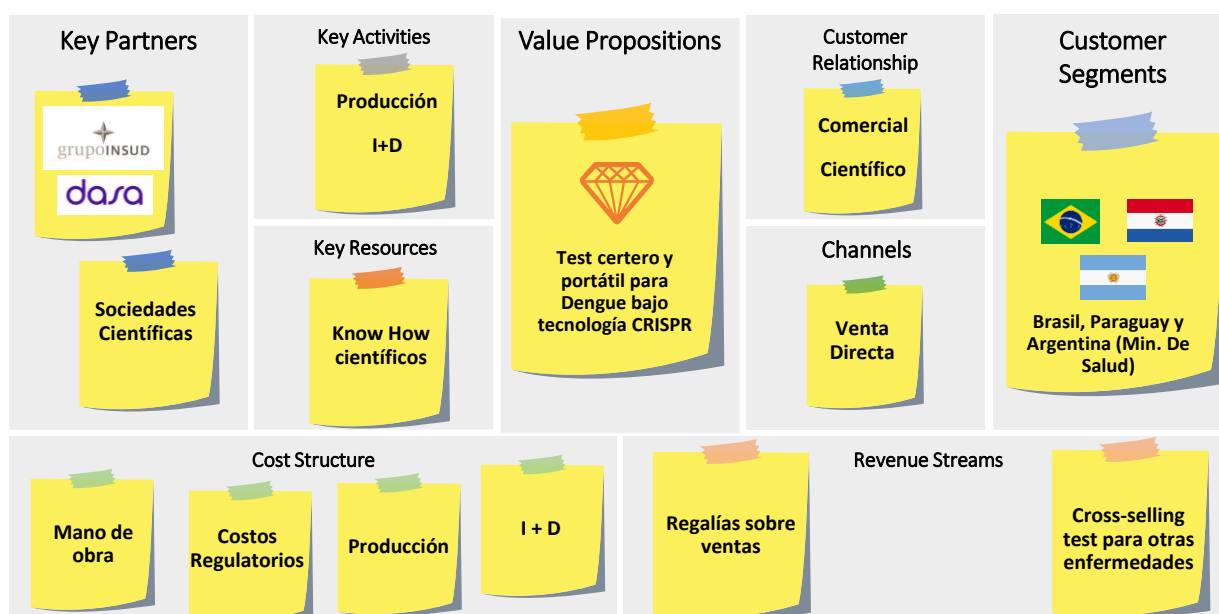 Key Partners
grupoINSUD
dasa
Sociedades
Científicas
Key Activities
Producción
I+D
Key Resources
Know How
científicos
Value Propositions
Test certero y
portátil para
Dengue bajo
tecnología CRISPR
Customer
Relationship
Comercial
Científico
Channels
Venta
Directa
Customer
Segments
Brasil, Paraguay y
Argentina (Min. De
Salud)
Cost Structure
Mano de
obra
Costos
Regulatorios
Producción
I + D
Revenue Streams
Regalías sobre
ventas
Cross-selling
test para otras
enfermedades